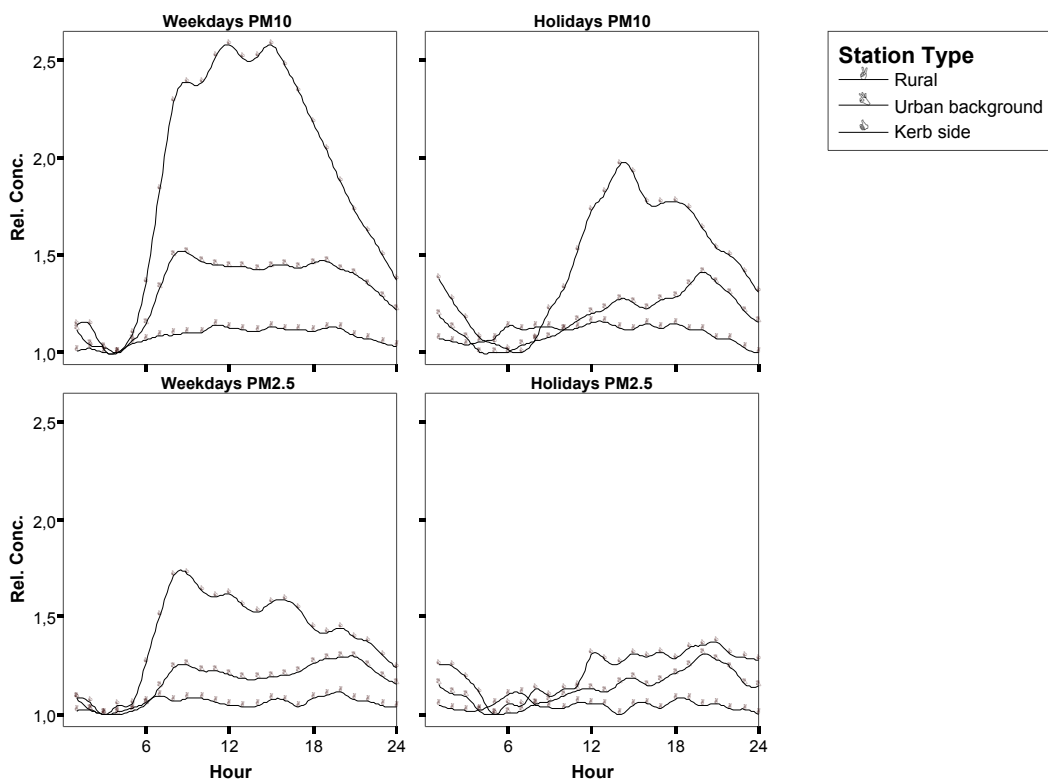 Weekdays PM10
Holidays PM10
2,5
2,0
1,5
1,0
Rel. Conc.
Station Type
Rural
Urban background
Kerb side
Weekdays PM2.5
Holidays PM2.5
2,5
2,0
1,5
1,0
Rel. Conc.
6 12 18 24
6 12 18 24
Hour
Hour